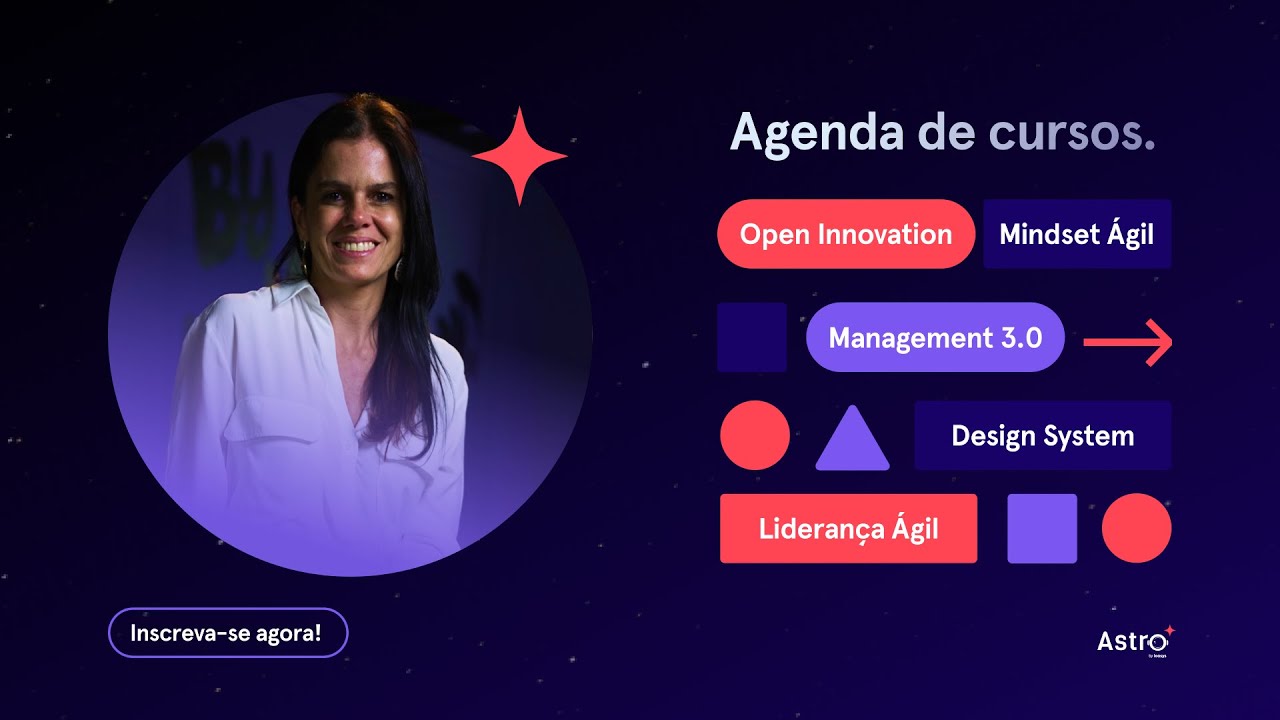 Agenda de cursos.
Open Innovation
Mindset Ágil
Management 3.0
Design System
Liderança Ágil
Inscreva-se agora!
Astro